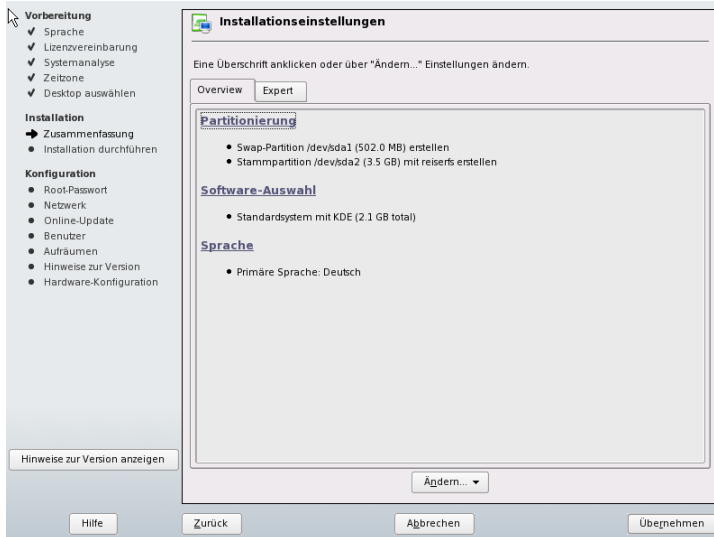 Vorbereitung
Sprache
Lizenzvereinbarung
Systemanalyse
Zeitzone
Desktop auswählen
Installation
Zusammenfassung
Installation durchführen
Konfiguration
Root-Passwort
Netzwerk
Online-Update
Benutzer
Aufräumen
Hinweise zur Version
Hardware-Konfiguration
Hinweise zur Version anzeigen
Installationseinstellungen
Eine Überschrift anklicken oder über "Ändern..." Einstellungen ändern.
Overview
Expert
Partitionierung
Swap-Partition /dev/sda1 (502.0 MB) erstellen
Stammpartition /dev/sda2 (3.5 GB) mit reiserfs erstellen
Software-Auswahl
Standardsystem mit KDE (2.1 GB total)
Sprache
Primäre Sprache: Deutsch
Ändern...
Hilfe
Zurück
Abbrechen
Übernehmen